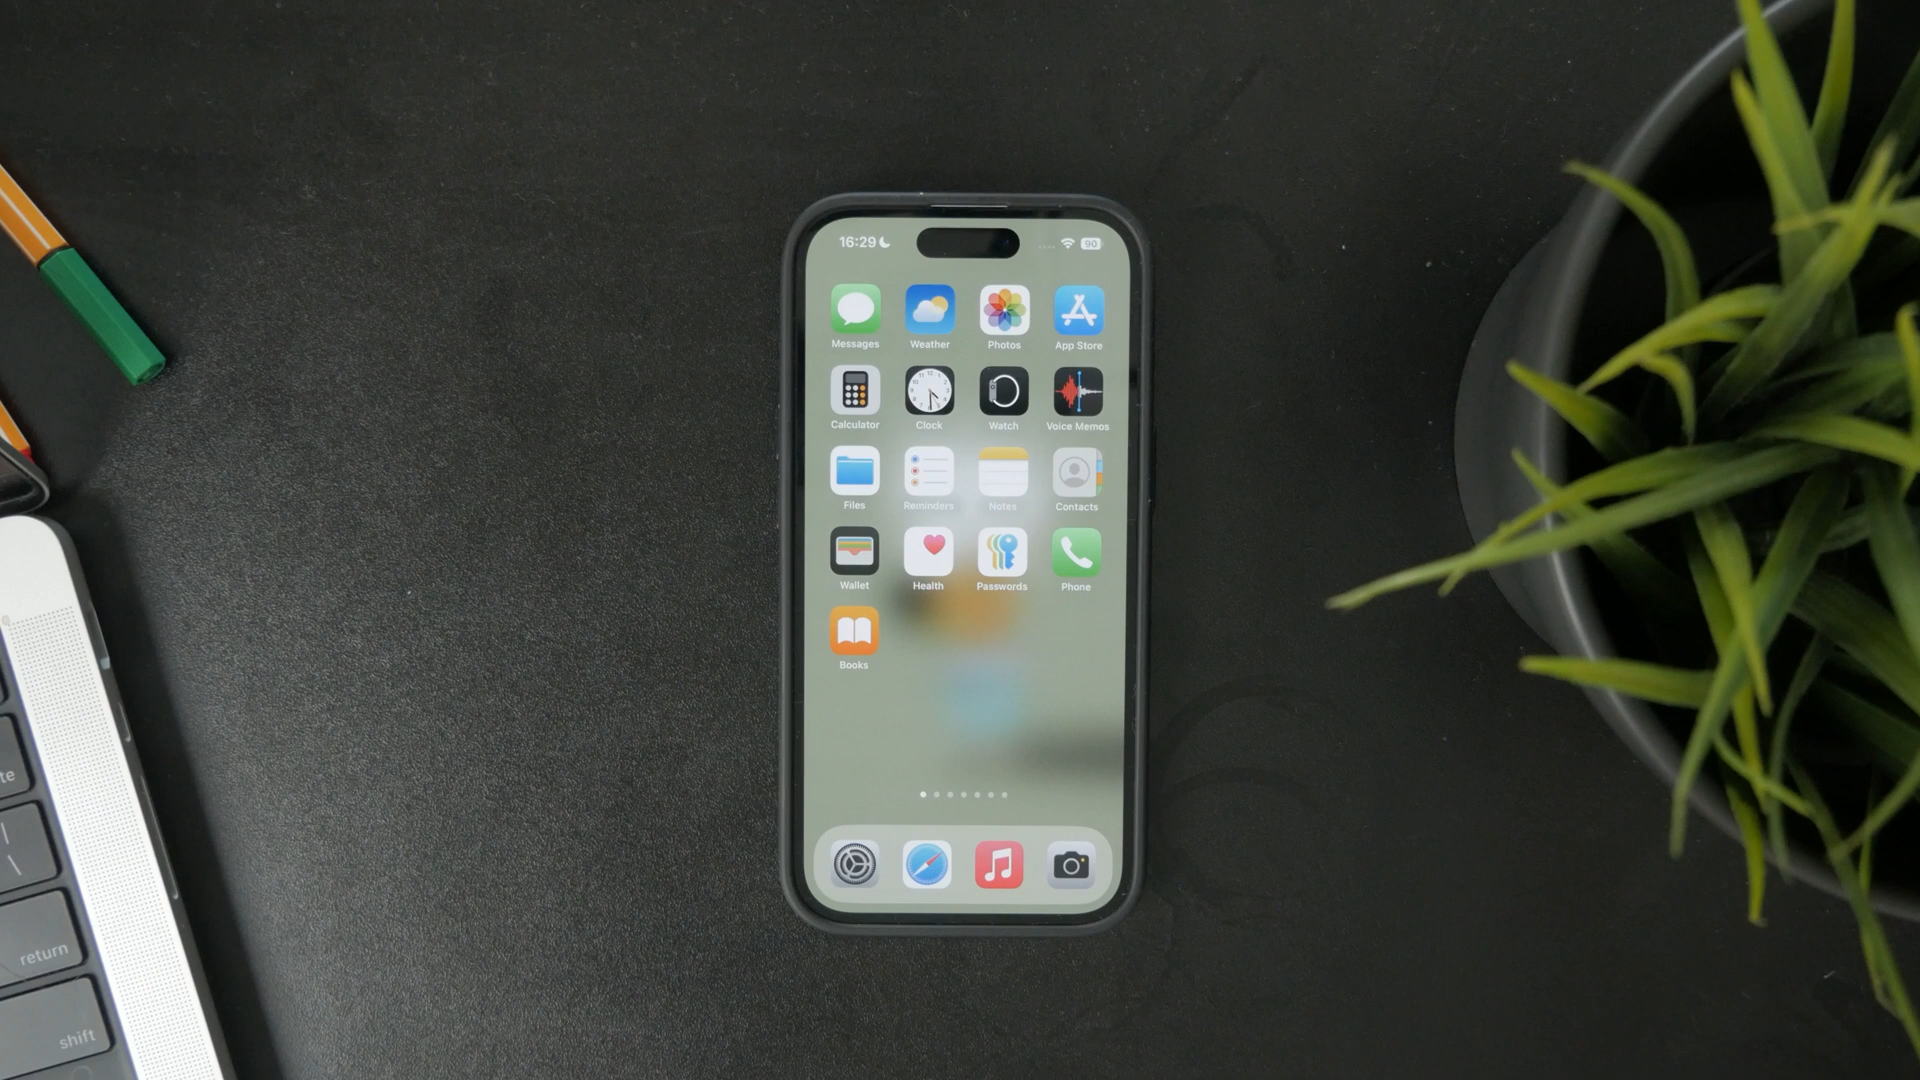 16:29
90
Messages Weather Photos App Store
Calculator Clock Watch Voice Memos
Files Reminders Notes Contacts
Wallet Health Passwords Phone
Books
te
return
shift